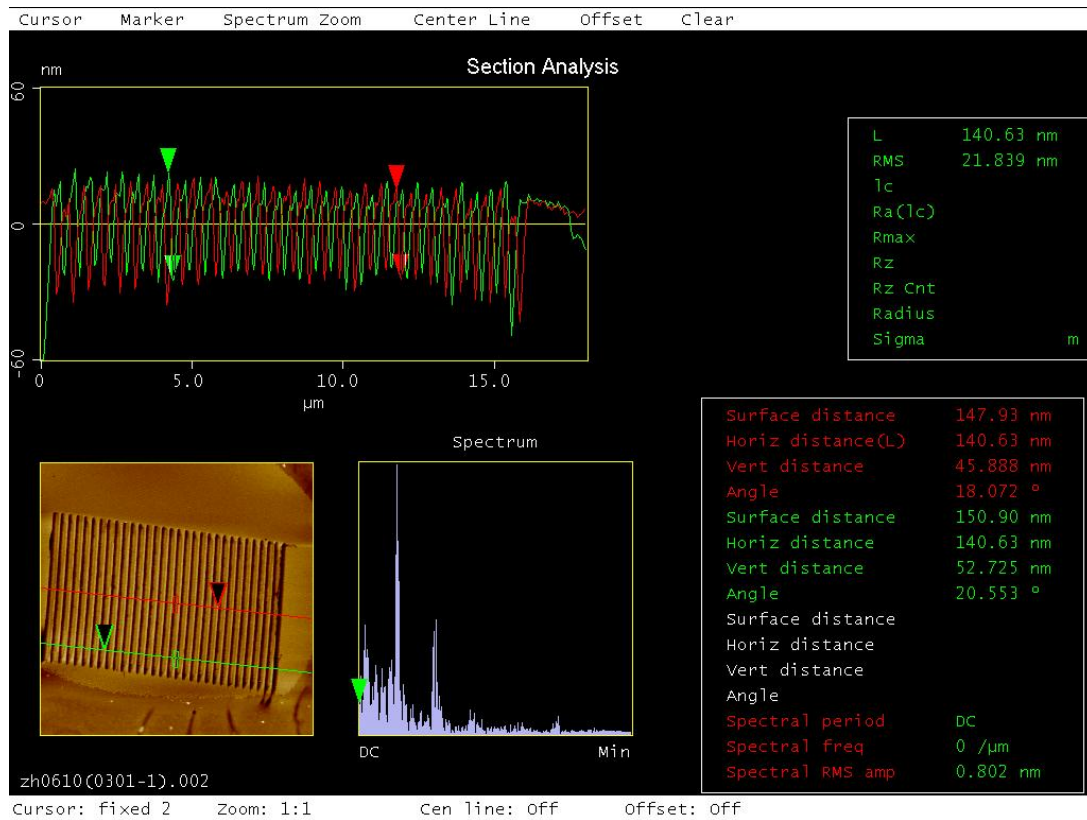 Cursor Marker Spectrum Zoom Center Line Offset Clear
Section Analysis
nm
60
0
-60
0 5.0 10.0 15.0
µm
L 140.63 nm
RMS 21.839 nm
lc
Ra(lc)
Rmax
Rz
Rz Cnt
Radius
Sigma m
Surface distance 147.93 nm
Horiz distance(L) 140.63 nm
Vert distance 45.888 nm
Angle 18.072 º
Surface distance 150.90 nm
Horiz distance 140.63 nm
Vert distance 52.725 nm
Angle 20.553 º
Surface distance
Horiz distance
Vert distance
Angle
Spectral period DC
Spectral freq 0 /µm
Spectral RMS amp 0.802 nm
Spectrum
DC Min
zh0610(0301-1).002
Cursor: fixed 2 Zoom: 1:1 Cen line: Off Offset: Off